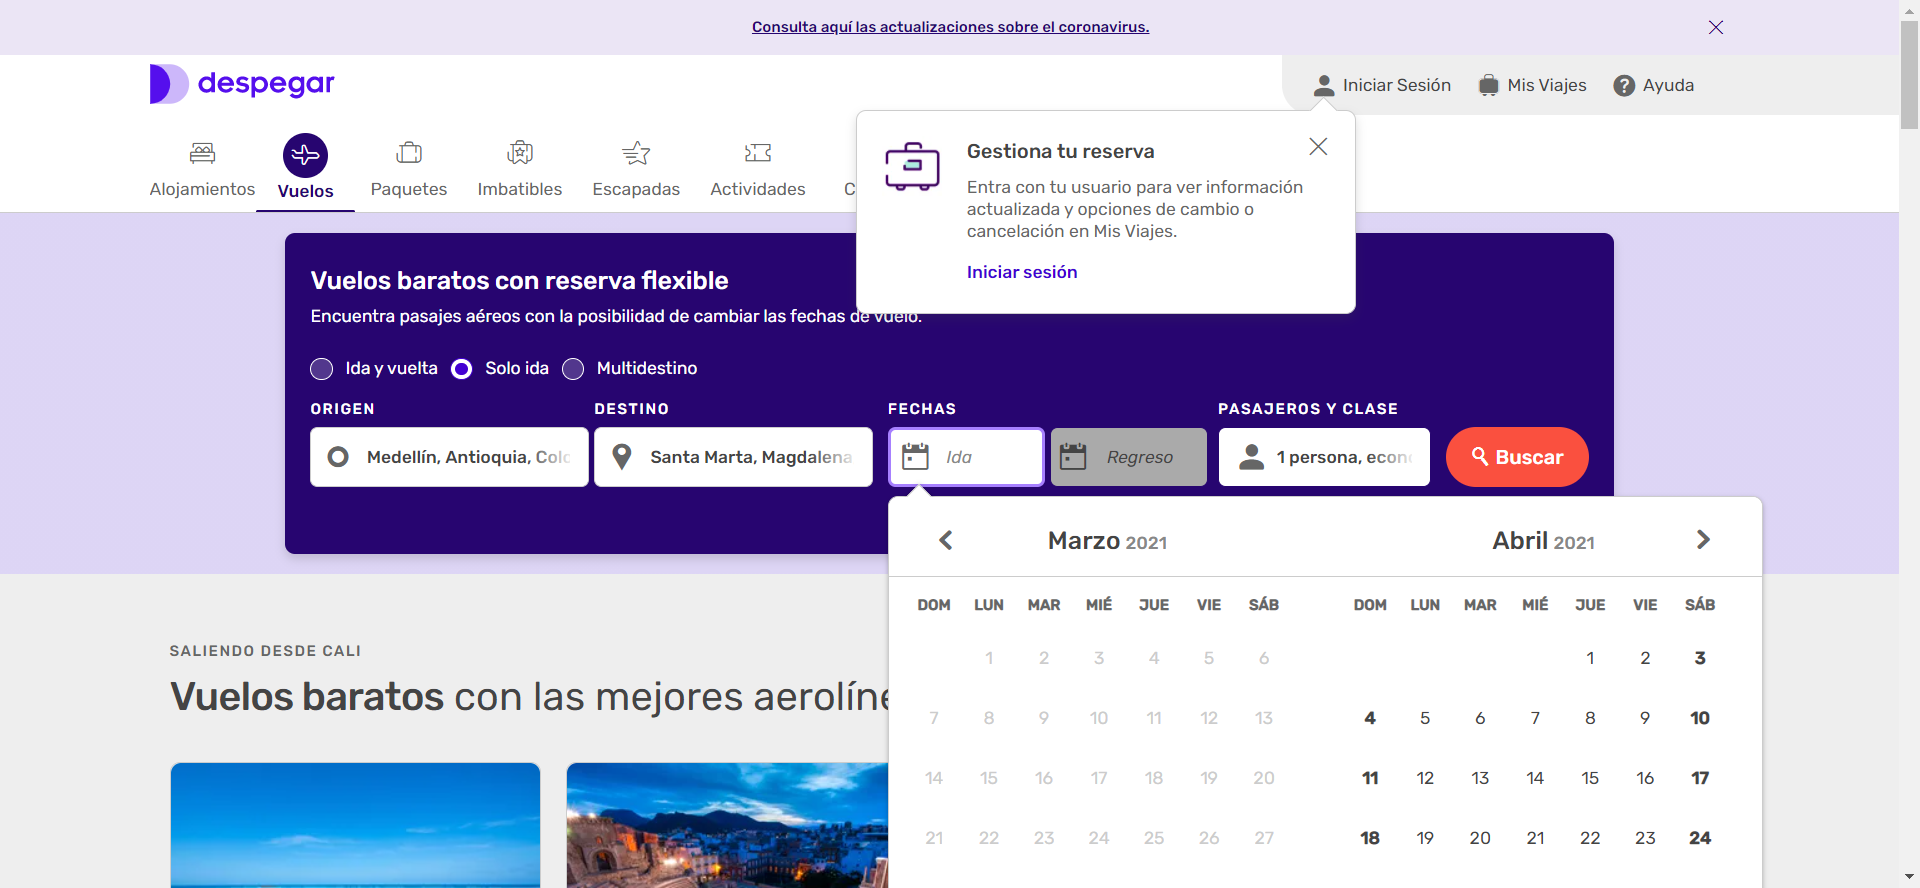 Consulta aquí las actualizaciones sobre el coronavirus.
despegar
Iniciar Sesión
Mis Viajes
Ayuda
Alojamientos
Vuelos
Paquetes
Imbatibles
Escapadas
Actividades
C
Gestiona tu reserva
Entra con tu usuario para ver información
actualizada y opciones de cambio o
cancelación en Mis Viajes.
Iniciar sesión
Vuelos baratos con reserva flexible
Encuentra pasajes aéreos con la posibilidad de cambiar las fechas de vuelo.
Ida y vuelta
Solo ida
Multidestino
ORIGEN
DESTINO
FECHAS
PASAJEROS Y CLASE
Medellín, Antioquia, Colo
Santa Marta, Magdalena
Ida
Regreso
1 persona, econ
Buscar
Marzo 2021
DOM LUN MAR MIÉ JUE VIE SÁB
1 2 3 4 5 6
7 8 9 10 11 12 13
14 15 16 17 18 19 20
21 22 23 24 25 26 27
Abril 2021
DOM LUN MAR MIÉ JUE VIE SÁB
1 2 3
4 5 6 7 8 9 10
11 12 13 14 15 16 17
18 19 20 21 22 23 24
SALIENDO DESDE CALI
Vuelos baratos con las mejores aerolíne